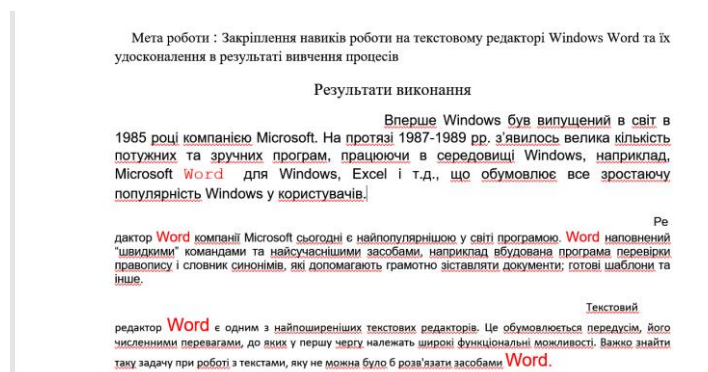 Мета роботи : Закріплення навиків роботи на текстовому редакторі Windows Word та їх
удосконалення в результаті вивчення процесів
Результати виконання
Вперше Windows був випущений в світ в
1985 році компанією Microsoft. На протязі 1987-1989 рр. з'явилось велика кількість
потужних та зручних програм, працюючи в середовищі Windows, наприклад,
Microsoft Word для Windows, Excel і т.д., що обумовлює все зростаючу
популярність Windows у користувачів.
Ре
дактор Word компанії Microsoft сьогодні є найпопулярнішою у світі програмою. Word наповнений
"швидкими" командами та найсучаснішими засобами, наприклад вбудована програма перевірки
правопису і словник синонімів, які допомагають грамотно зіставляти документи; готові шаблони та
інше.
Текстовий
редактор Word є одним з найпоширеніших текстових редакторів. Це обумовлюється передусім, його
численними перевагами, до яких у першу чергу належать широкі функціональні можливості. Важко знайти
таку задачу при роботі з текстами, яку не можна було б розв'язати засобами Word.